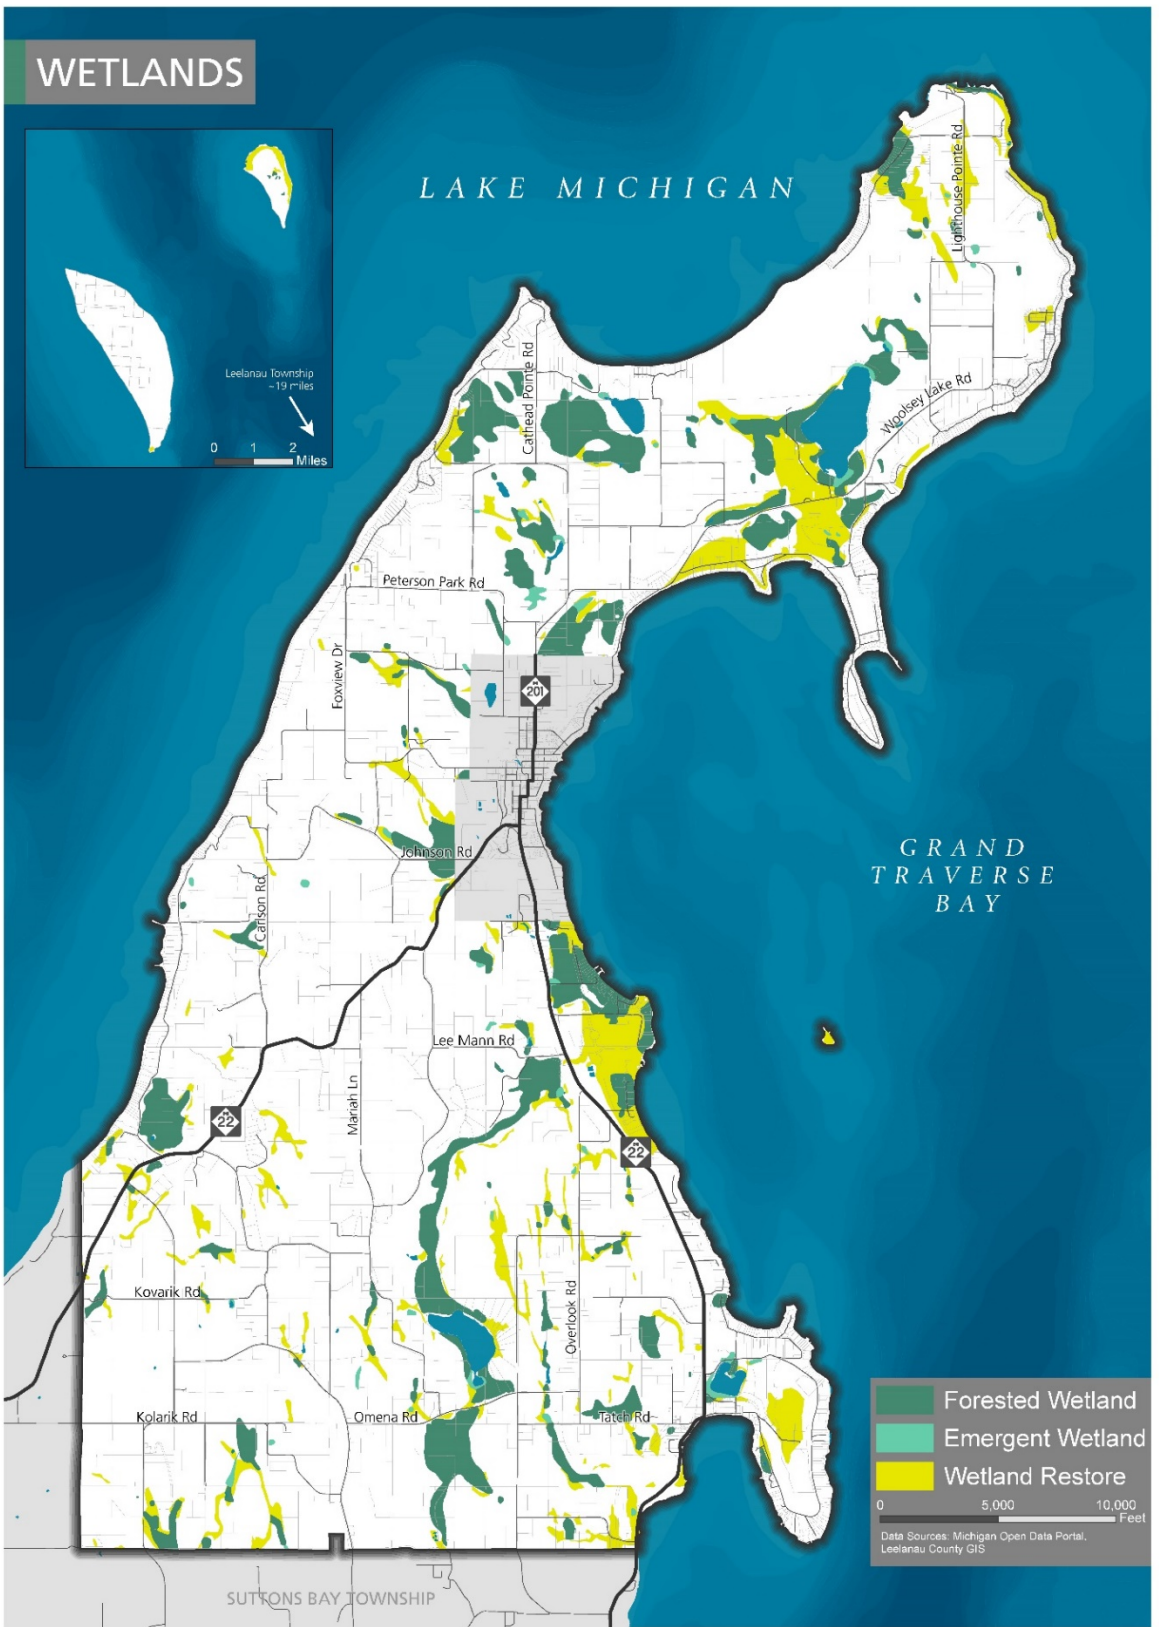 WETLANDS
LAKE MICHIGAN
Lighthouse Pointe Rd
Leelanau Township
~19 miles
0 1 2
Miles
Cathead Pointe Rd
Woolsey Lake Rd
Peterson Park Rd
Foxview Dr
M
201
Johnson Rd
GRAND
TRAVERSE
BAY
Carlson Rd
Lee Mann Rd
Mariah Ln
M
22
M
22
Kovarik Rd
Overlook Rd
Kolarik Rd
Omena Rd
Tatch Rd
Forested Wetland
Emergent Wetland
Wetland Restore
0 5,000 10,000
Feet
Data Sources: Michigan Open Data Portal,
Leelanau County GIS
SUTTONS BAY TOWNSHIP